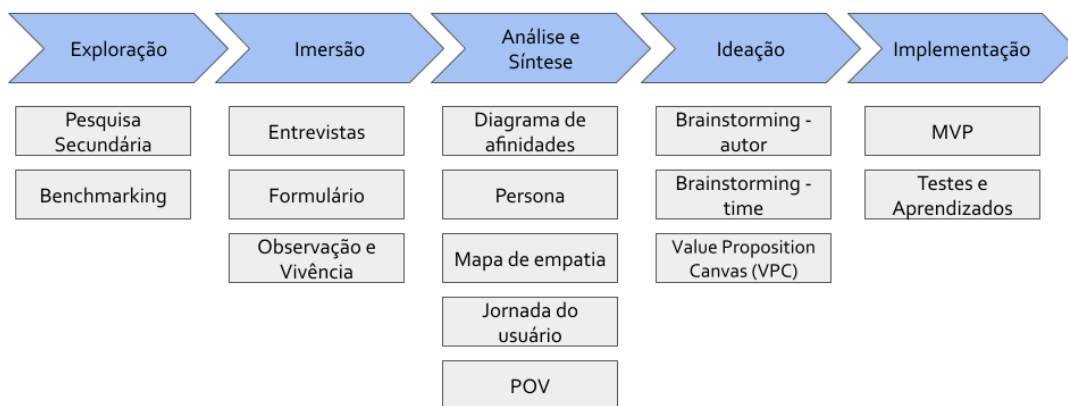 Exploração
Imersão
Análise e
Síntese
Ideação
Implementação
Pesquisa
Secundária
Benchmarking
Entrevistas
Formulário
Observação e
Vivência
Diagrama de
afinidades
Persona
Mapa de empatia
Jornada do
usuário
POV
Brainstorming -
autor
Brainstorming -
time
Value Proposition
Canvas (VPC)
MVP
Testes e
Aprendizados